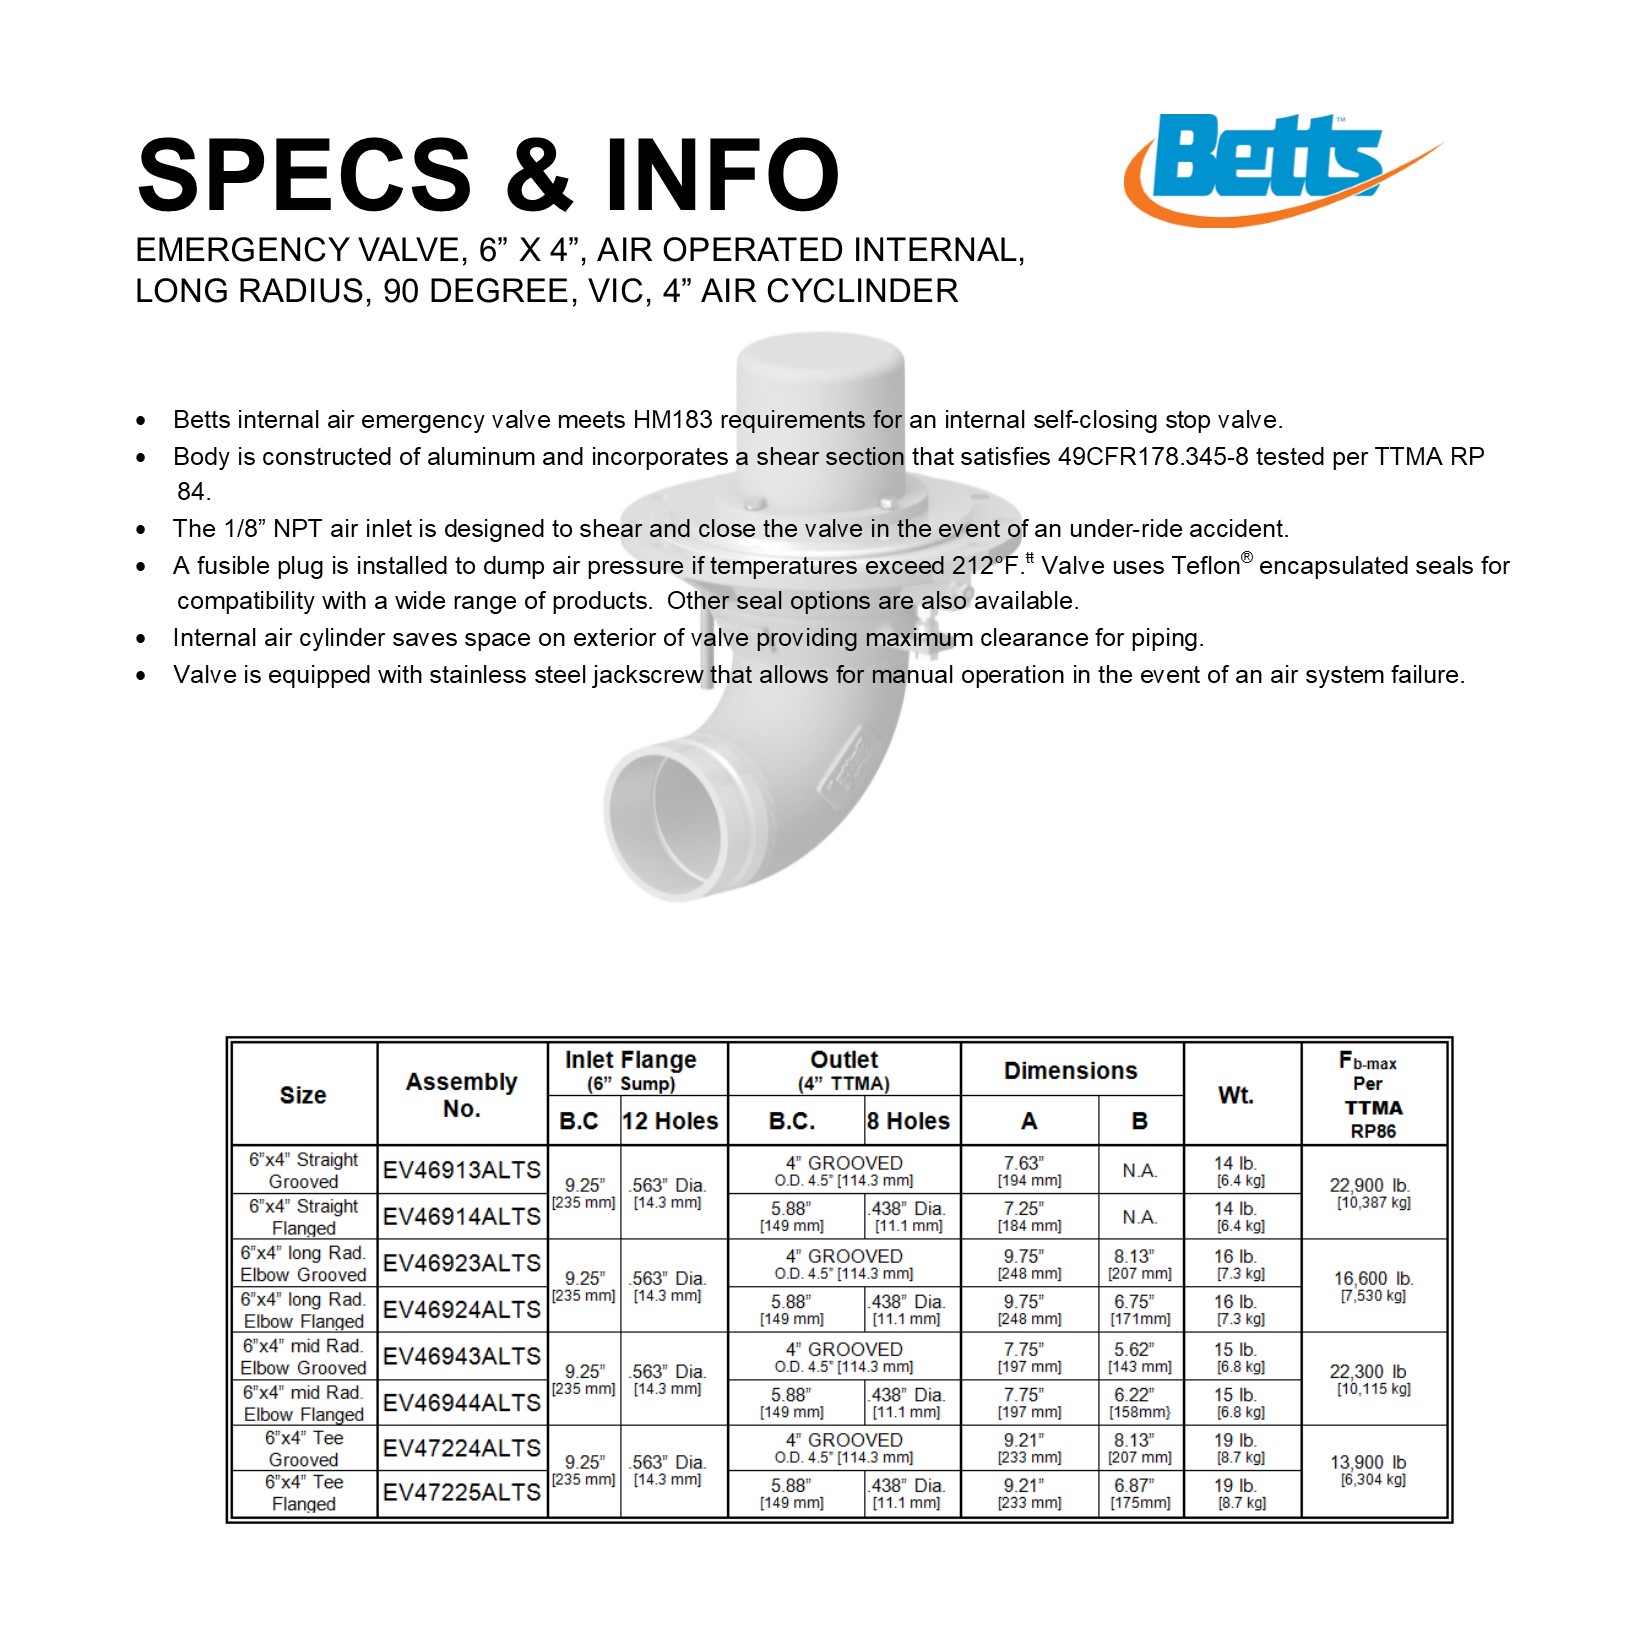 Betts™
SPECS & INFO
EMERGENCY VALVE, 6” X 4”, AIR OPERATED INTERNAL,
LONG RADIUS, 90 DEGREE, VIC, 4” AIR CYCLINDER
• Betts internal air emergency valve meets HM183 requirements for an internal self-closing stop valve.
• Body is constructed of aluminum and incorporates a shear section that satisfies 49CFR178.345-8 tested per TTMA RP
84.
• The 1/8” NPT air inlet is designed to shear and close the valve in the event of an under-ride accident.
• A fusible plug is installed to dump air pressure if temperatures exceed 212°F.tt Valve uses Teflon® encapsulated seals for
compatibility with a wide range of products. Other seal options are also available.
• Internal air cylinder saves space on exterior of valve providing maximum clearance for piping.
• Valve is equipped with stainless steel jackscrew that allows for manual operation in the event of an air system failure.
Size Assembly No. Inlet Flange (6” Sump) Outlet (4” TTMA) Dimensions Wt. Fb-max Per TTMA RP86
B.C 12 Holes B.C. 8 Holes A B
6”x4” Straight Grooved EV46913ALTS 9.25” [235 mm] .563” Dia. [14.3 mm] 4” GROOVED O.D. 4.5” [114.3 mm] 7.63” [194 mm] N.A. 14 lb. [6.4 kg] 22,900 lb. [10,387 kg]
6”x4” Straight Flanged EV46914ALTS 5.88” [149 mm] .438” Dia. [11.1 mm] 7.25” [184 mm] N.A. 14 lb. [6.4 kg]
6”x4” long Rad. Elbow Grooved EV46923ALTS 9.25” [235 mm] .563” Dia. [14.3 mm] 4” GROOVED O.D. 4.5” [114.3 mm] 9.75” [248 mm] 8.13” [207 mm] 16 lb. [7.3 kg] 16,600 lb. [7,530 kg]
6”x4” long Rad. Elbow Flanged EV46924ALTS 5.88” [149 mm] .438” Dia. [11.1 mm] 9.75” [248 mm] 6.75” [171mm] 16 lb. [7.3 kg]
6”x4” mid Rad. Elbow Grooved EV46943ALTS 9.25” [235 mm] .563” Dia. [14.3 mm] 4” GROOVED O.D. 4.5” [114.3 mm] 7.75” [197 mm] 5.62” [143 mm] 15 lb. [6.8 kg] 22,300 lb [10,115 kg]
6”x4” mid Rad. Elbow Flanged EV46944ALTS 5.88” [149 mm] .438” Dia. [11.1 mm] 7.75” [197 mm] 6.22” [158mm} 15 lb. [6.8 kg]
6”x4” Tee Grooved EV47224ALTS 9.25” [235 mm] .563” Dia. [14.3 mm] 4” GROOVED O.D. 4.5” [114.3 mm] 9.21” [233 mm] 8.13” [207 mm] 19 lb. [8.7 kg] 13,900 lb [6,304 kg]
6”x4” Tee Flanged EV47225ALTS 5.88” [149 mm] .438” Dia. [11.1 mm] 9.21” [233 mm] 6.87” [175mm] 19 lb. [8.7 kg]